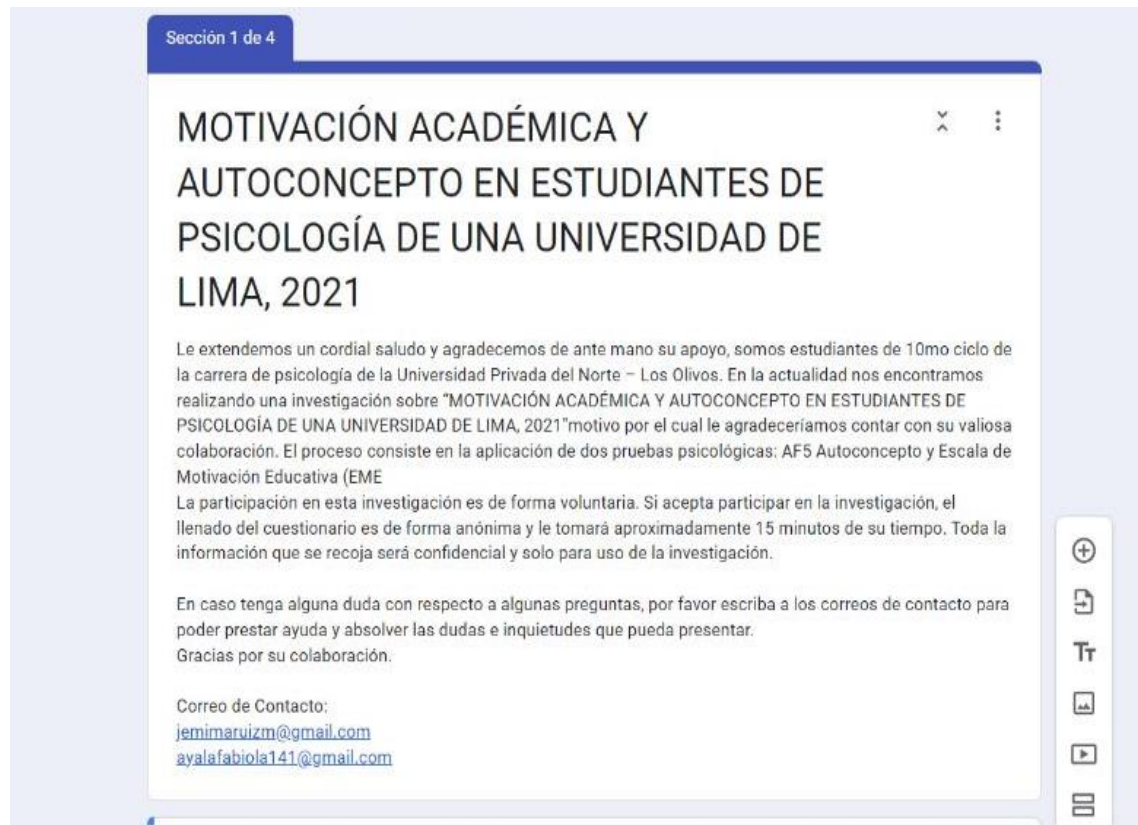 Sección 1 de 4
MOTIVACIÓN ACADÉMICA Y
AUTOCONCEPTO EN ESTUDIANTES DE
PSICOLOGÍA DE UNA UNIVERSIDAD DE
LIMA, 2021
Le extendemos un cordial saludo y agradecemos de ante mano su apoyo, somos estudiantes de 10mo ciclo de
la carrera de psicología de la Universidad Privada del Norte – Los Olivos. En la actualidad nos encontramos
realizando una investigación sobre "MOTIVACIÓN ACADÉMICA Y AUTOCONCEPTO EN ESTUDIANTES DE
PSICOLOGÍA DE UNA UNIVERSIDAD DE LIMA, 2021"motivo por el cual le agradeceríamos contar con su valiosa
colaboración. El proceso consiste en la aplicación de dos pruebas psicológicas: AF5 Autoconcepto y Escala de
Motivación Educativa (EME
La participación en esta investigación es de forma voluntaria. Si acepta participar en la investigación, el
llenado del cuestionario es de forma anónima y le tomará aproximadamente 15 minutos de su tiempo. Toda la
información que se recoja será confidencial y solo para uso de la investigación.
En caso tenga alguna duda con respecto a algunas preguntas, por favor escriba a los correos de contacto para
poder prestar ayuda y absolver las dudas e inquietudes que pueda presentar.
Gracias por su colaboración.
Correo de Contacto:
jemimaruizm@gmail.com
ayalafabiola141@gmail.com
Tт